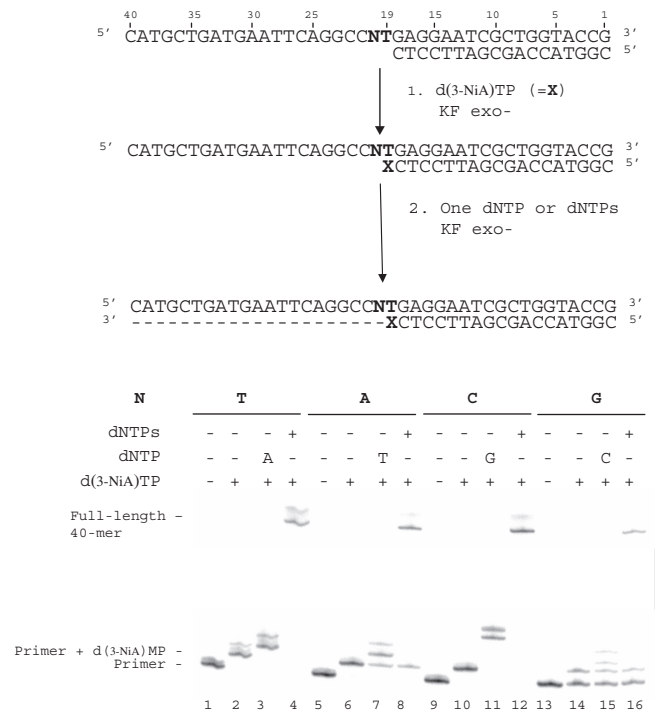 40 35 30 25 19 15 10 5 1
5′ CATGCTGATGAATTCAGGCCNTGAGGAATCGCTGGTACCG 3′
CTCCTTAGCGACCATGGC 5′
1. d(3-NiA)TP (=X)
KF exo-
5′ CATGCTGATGAATTCAGGCCNTGAGGAATCGCTGGTACCG 3′
XCTCCTTAGCGACCATGGC 5′
2. One dNTP or dNTPs
KF exo-
5′ CATGCTGATGAATTCAGGCCNTGAGGAATCGCTGGTACCG 3′
3′ --------------------XCTCCTTAGCGACCATGGC 5′
N T A C G
dNTPs - - - + - - - + - - - + - - - +
dNTP - - A - - - T - - - G - - - C -
d(3-NiA)TP - + + + - + + + - + + + - + + +
Full-length –
40-mer
Primer + d(3-NiA)MP -
Primer -
1 2 3 4 5 6 7 8 9 10 11 12 13 14 15 16